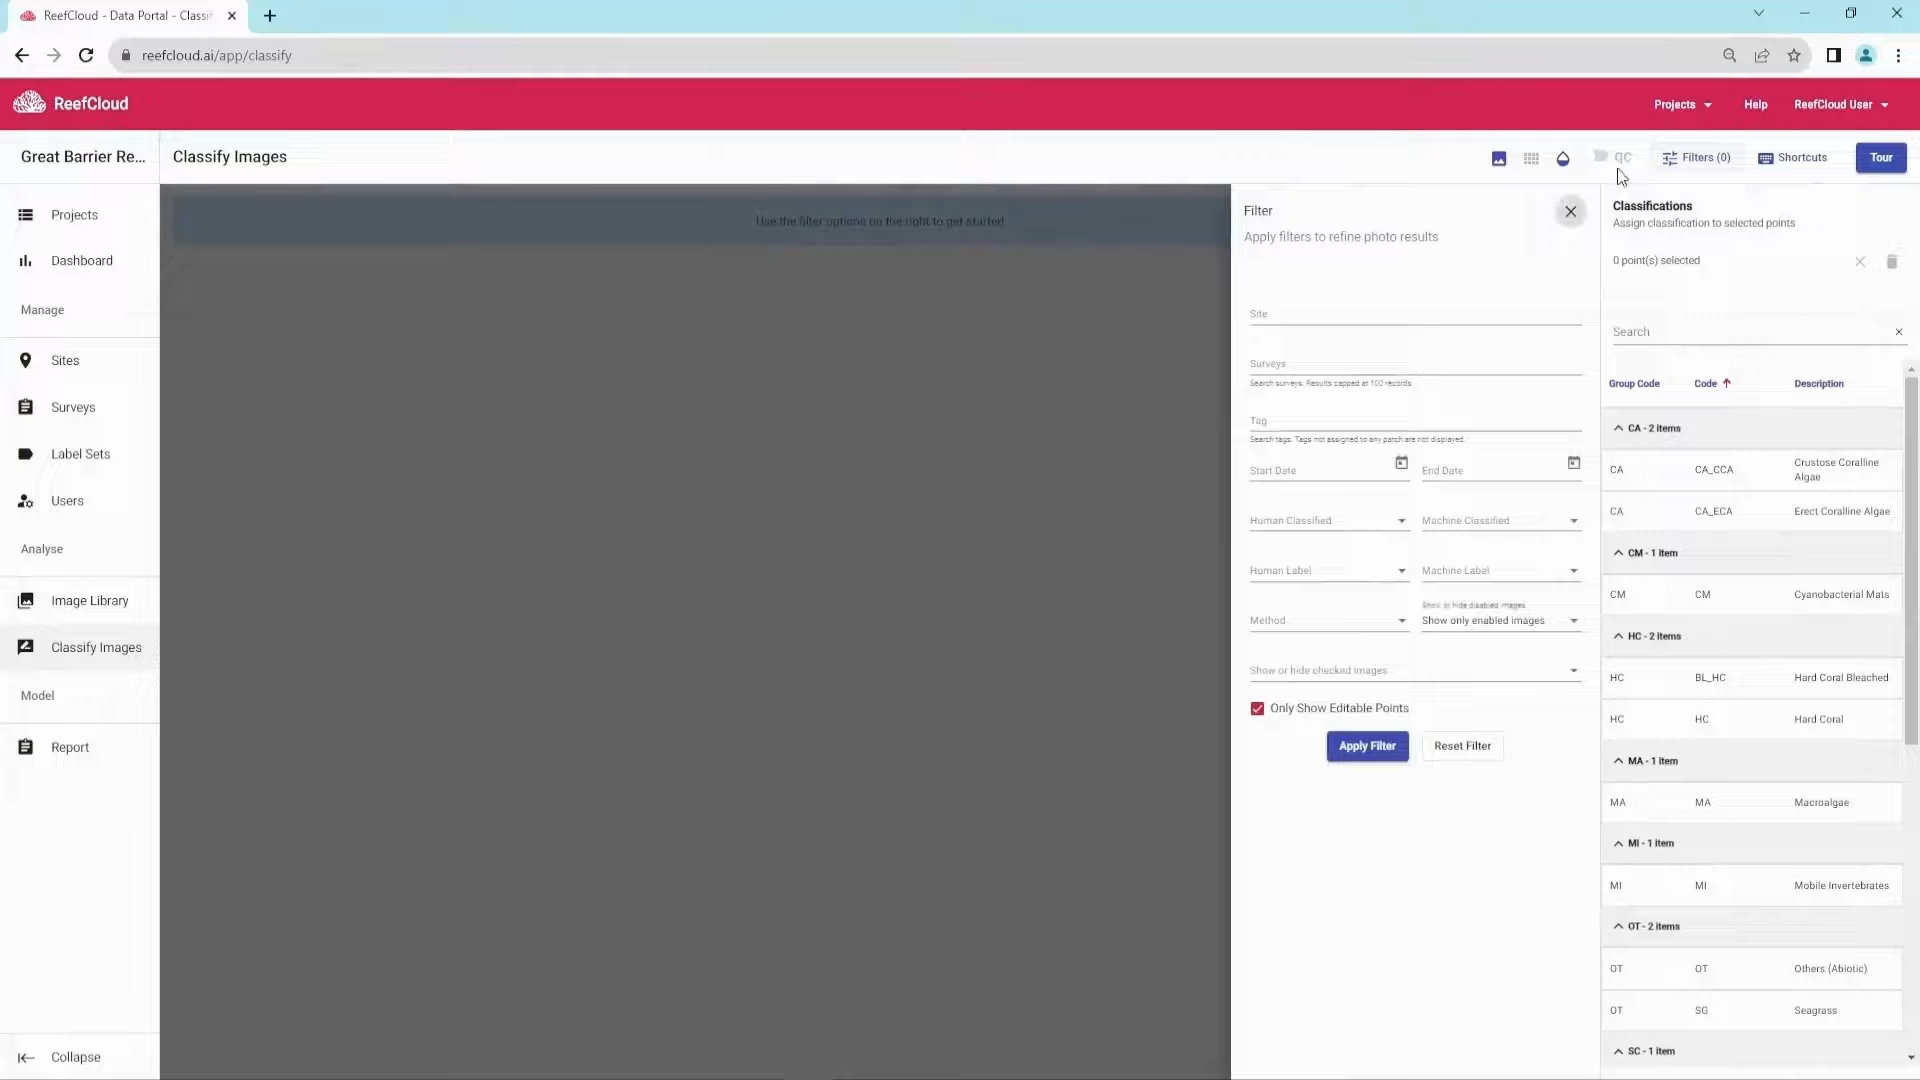 ReefCloud - Data Portal - Classif
reefcloud.ai/app/classify
ReefCloud
Projects
Help
ReefCloud User
Great Barrier Re...
Classify Images
qc
Filters (0)
Shortcuts
Tour
Projects
Dashboard
Manage
Sites
Surveys
Label Sets
Users
Analyse
Image Library
Classify Images
Model
Report
Collapse
Use the filter options on the right to get started
Filter
Apply filters to refine photo results
Site
Surveys
Search surveys. Results capped at 100 records
Tag
Search tags. Tags not assigned to any patch are not displayed.
Start Date
End Date
Human Classified
Machine Classified
Human Label
Machine Label
Show or hide disabled images
Method
Show only enabled images
Show or hide checked images
Only Show Editable Points
Apply Filter
Reset Filter
Classifications
Assign classification to selected points
0 point(s) selected
Search
Group Code Code Description
CA - 2 items
CA CA_CCA Crustose Coralline
Algae
CA CA_ECA Erect Coralline Algae
CM - 1 item
CM CM Cyanobacterial Mats
HC - 2 items
HC BL_HC Hard Coral Bleached
HC HC Hard Coral
MA - 1 item
MA MA Macroalgae
MI - 1 item
MI MI Mobile Invertebrates
OT - 2 items
OT OT Others (Abiotic)
OT SG Seagrass
SC - 1 item